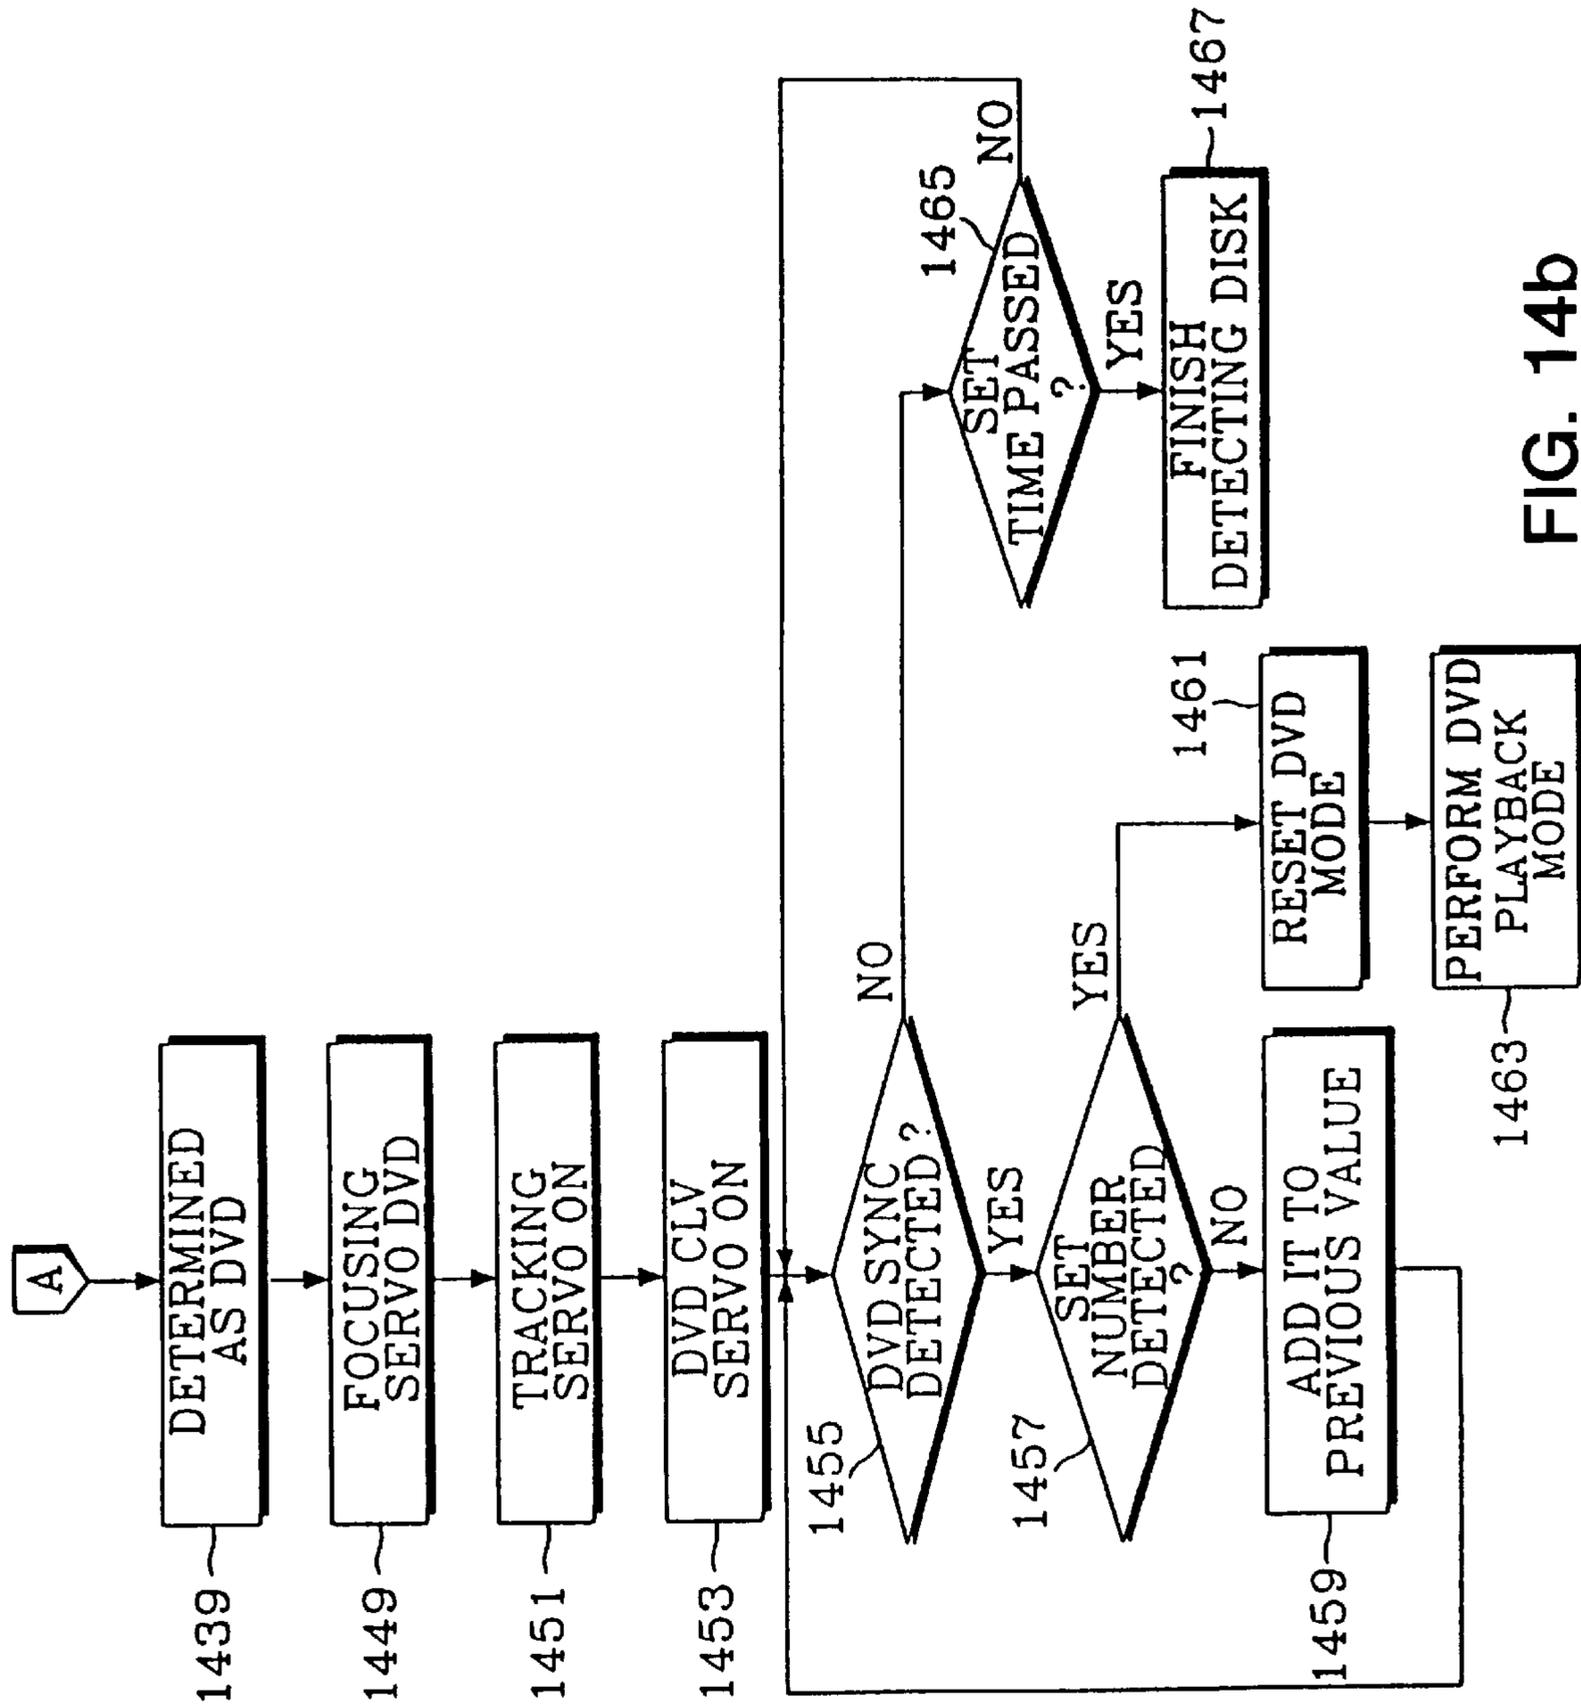 A
DETERMINED
AS DVD
1439
FOCUSING
SERVO DVD
1449
TRACKING
SERVO ON
1451
DVD CLV
SERVO ON
1453
1455
DVD SYNC
DETECTED?
NO
YES
1457
SET
NUMBER
DETECTED
?
YES
NO
1459
ADD IT TO
PREVIOUS VALUE
1465
SET
TIME PASSED
?
NO
YES
FINISH
DETECTING DISK
1467
1461
RESET DVD
MODE
PERFORM DVD
PLAYBACK
MODE
1463
FIG. 14b